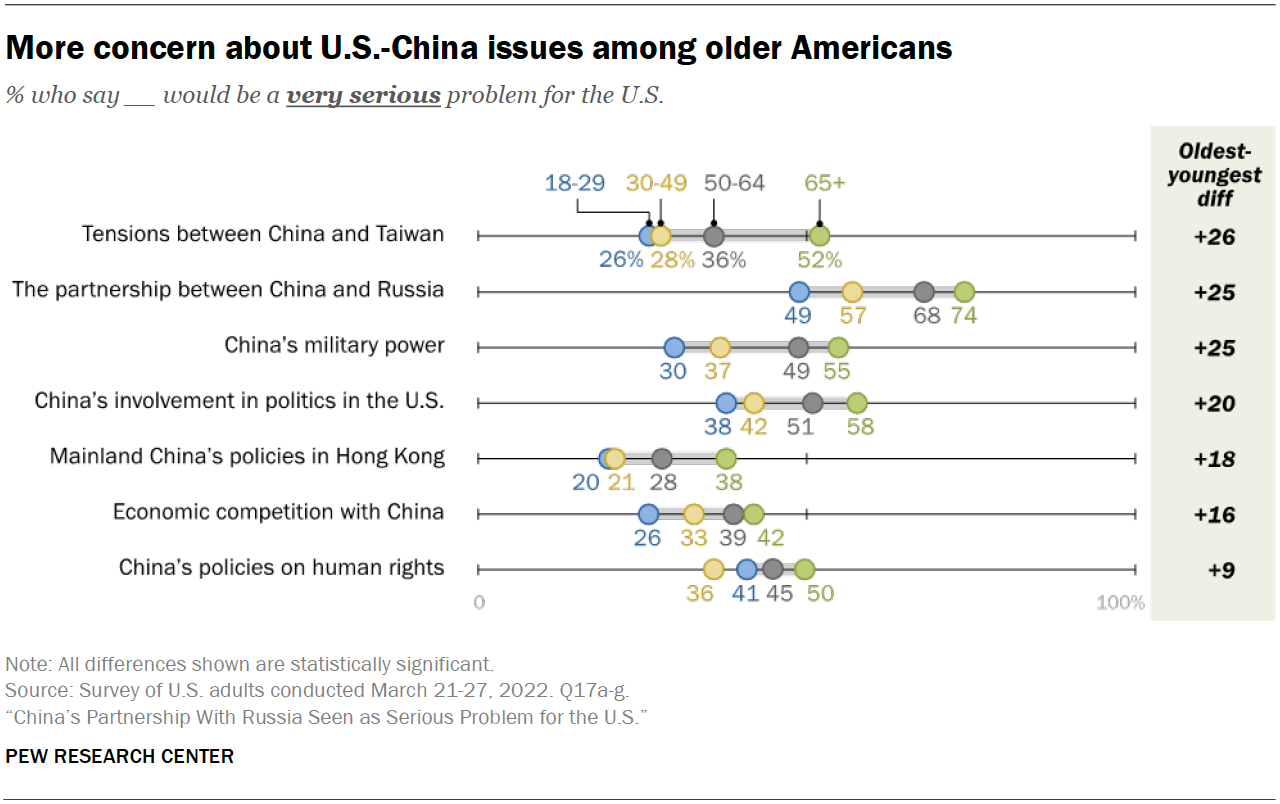 More concern about U.S.-China issues among older Americans
% who say __ would be a very serious problem for the U.S.
Oldest-
youngest
diff
18-29 30-49 50-64 65+
Tensions between China and Taiwan +26
26% 28% 36% 52%
The partnership between China and Russia +25
49 57 68 74
China's military power +25
30 37 49 55
China's involvement in politics in the U.S. +20
38 42 51 58
Mainland China's policies in Hong Kong +18
20 21 28 38
Economic competition with China +16
26 33 39 42
China's policies on human rights +9
36 41 45 50
0 100%
Note: All differences shown are statistically significant.
Source: Survey of U.S. adults conducted March 21-27, 2022. Q17a-g.
“China's Partnership With Russia Seen as Serious Problem for the U.S.”
PEW RESEARCH CENTER